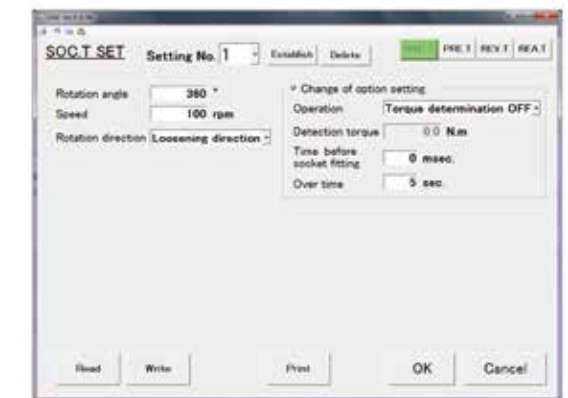 SOC.T SET
Setting No. 1
Establish
Delete
PRE.T
REV.T
REA.T
Rotation angle 360 °
Speed 100 rpm
Rotation direction Loosening direction
Change of option setting
Operation Torque determination OFF
Detection torque 0.0 N.m
Time before
socket fitting 0 msec.
Over time 5 sec.
Read
Write
Print
OK
Cancel